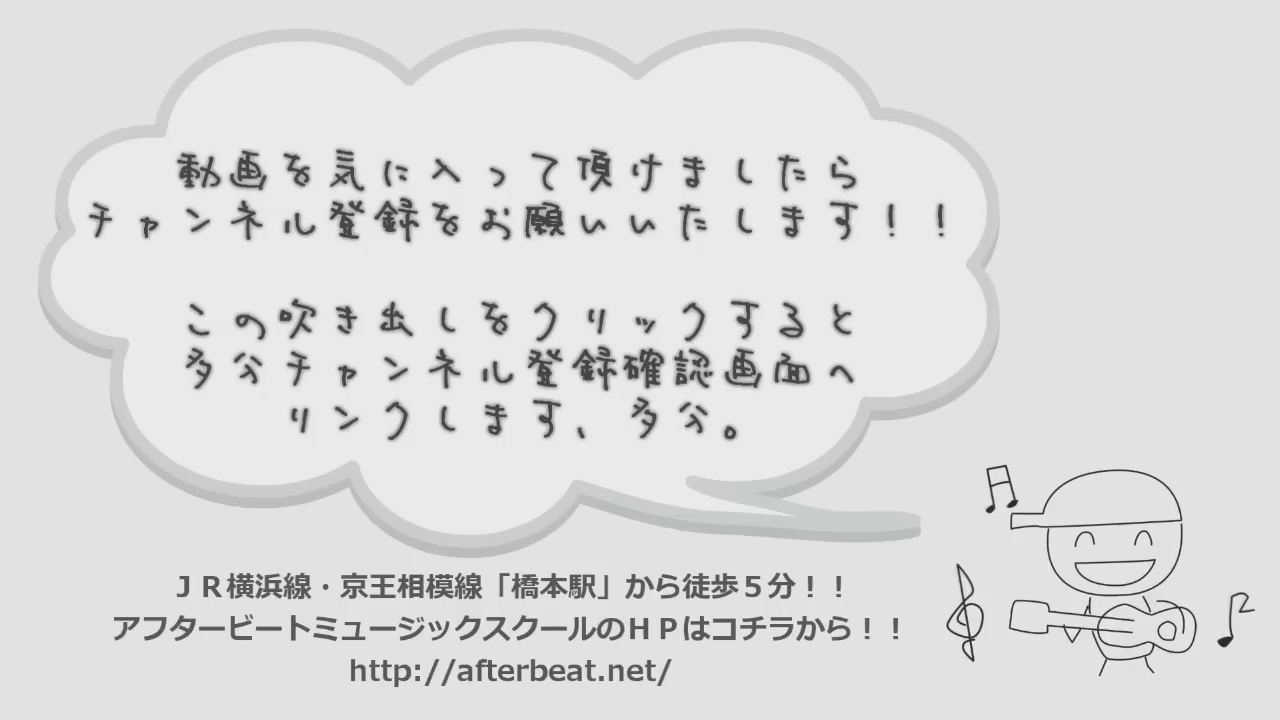 動画を気に入って頂けましたら
チャンネル登録をお願いいたします！！
この吹き出しをクリックすると
多分チャンネル登録確認画面へ
リンクします、多分。
ＪＲ横浜線・京王相模線「橋本駅」から徒歩５分！！
アフタービートミュージックスクールのＨＰはコチラから！！
http://afterbeat.net/